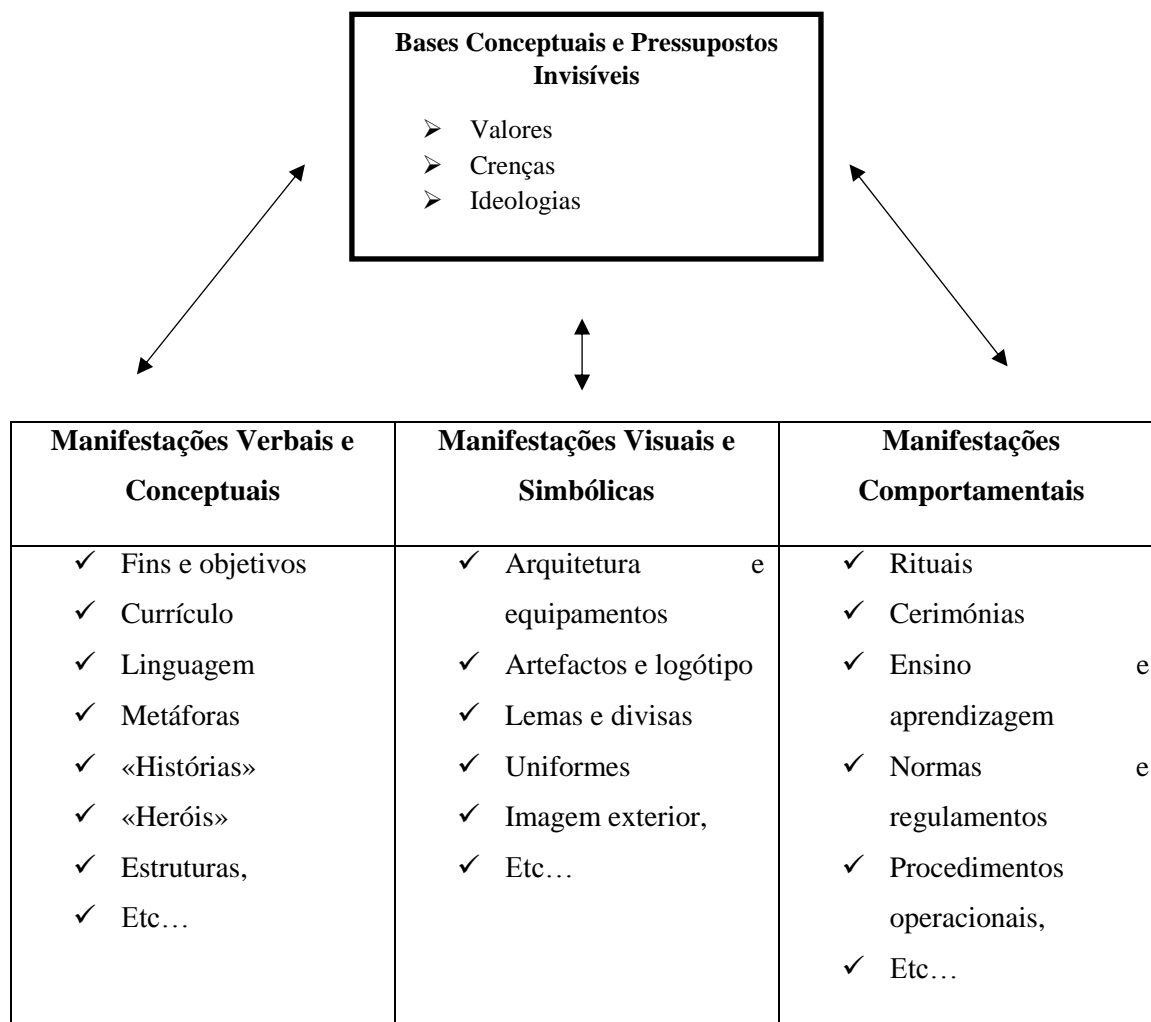 Bases Conceptuais e Pressupostos
Invisíveis
➢ Valores
➢ Crenças
➢ Ideologias
Manifestações Verbais e
Conceptuais
✓ Fins e objetivos
✓ Currículo
✓ Linguagem
✓ Metáforas
✓ «Histórias»
✓ «Heróis»
✓ Estruturas,
✓ Etc…
Manifestações Visuais e
Simbólicas
✓ Arquitetura e
equipamentos
✓ Artefactos e logótipo
✓ Lemas e divisas
✓ Uniformes
✓ Imagem exterior,
✓ Etc…
Manifestações
Comportamentais
✓ Rituais
✓ Cerimónias
✓ Ensino e
aprendizagem
✓ Normas e
regulamentos
✓ Procedimentos
operacionais,
✓ Etc…